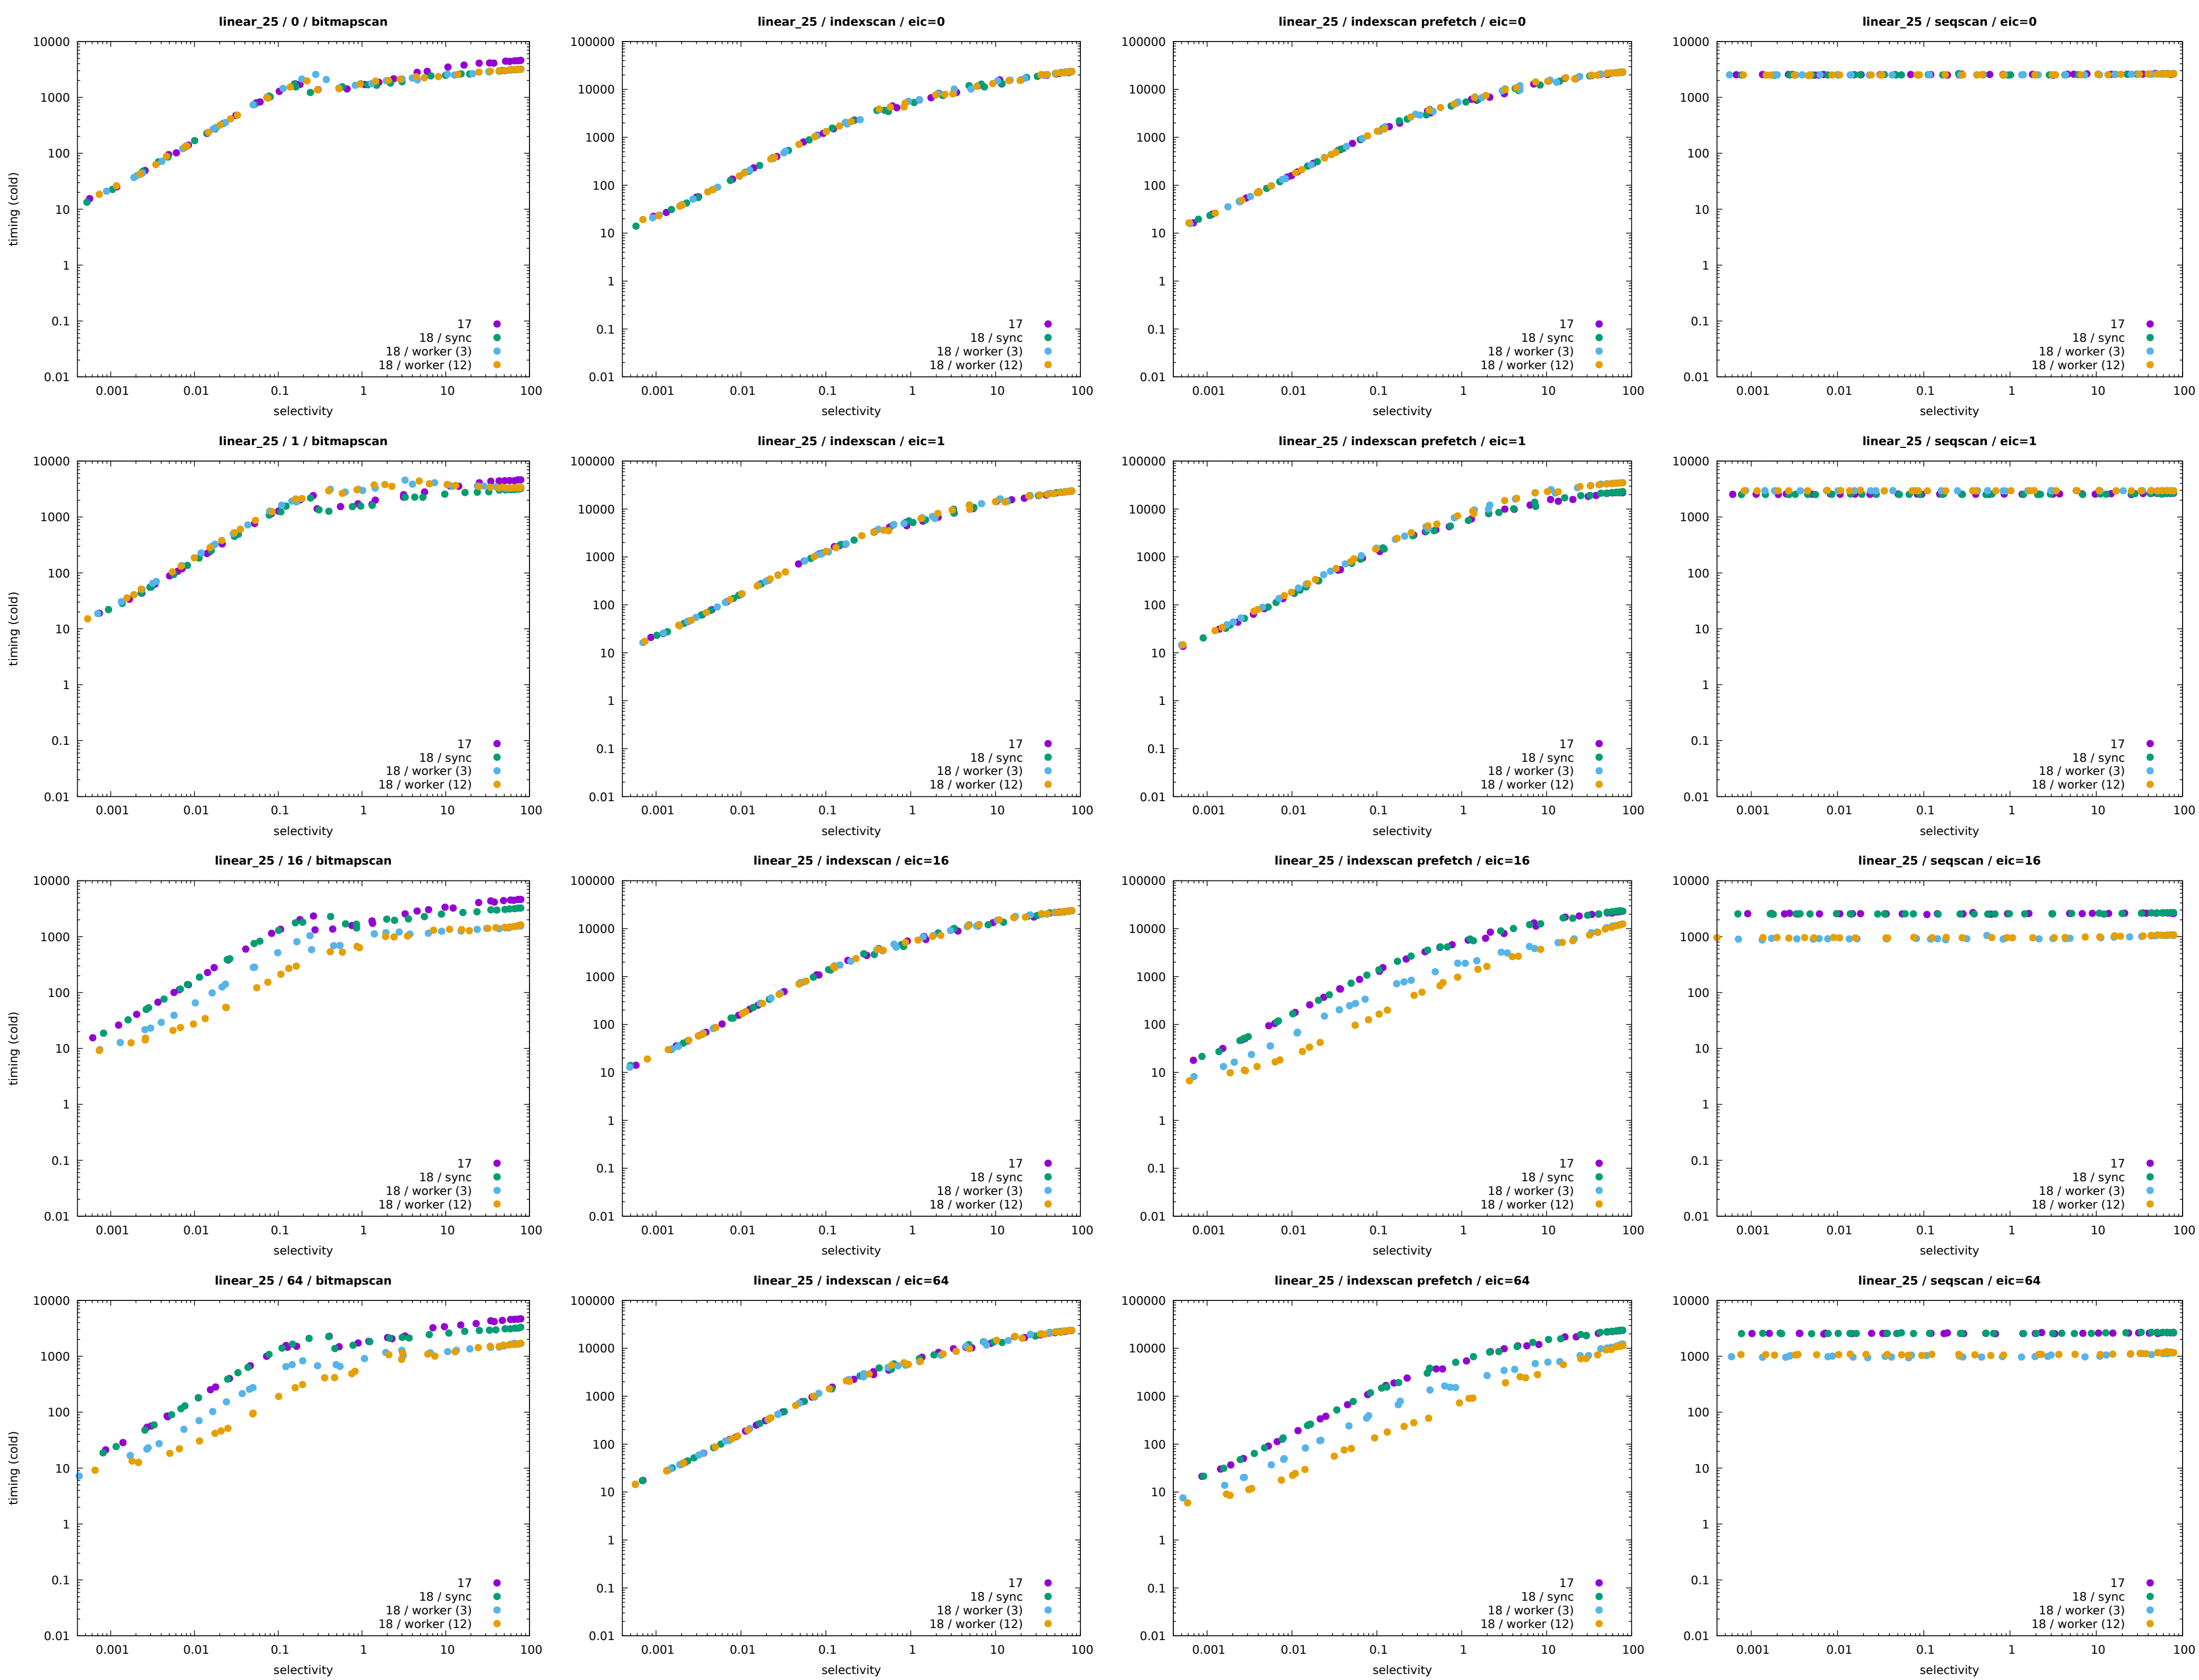 linear_25 / 0 / bitmapscan
timing (cold)
10000
1000
100
10
1
0.1
0.01
17
18 / sync
18 / worker (3)
18 / worker (12)
0.001 0.01 0.1 1 10 100
selectivity
linear_25 / indexscan / eic=0
100000
10000
1000
100
10
1
0.1
0.01
17
18 / sync
18 / worker (3)
18 / worker (12)
0.001 0.01 0.1 1 10 100
selectivity
linear_25 / indexscan prefetch / eic=0
100000
10000
1000
100
10
1
0.1
0.01
17
18 / sync
18 / worker (3)
18 / worker (12)
0.001 0.01 0.1 1 10 100
selectivity
linear_25 / seqscan / eic=0
10000
1000
100
10
1
0.1
0.01
17
18 / sync
18 / worker (3)
18 / worker (12)
0.001 0.01 0.1 1 10 100
selectivity
linear_25 / 1 / bitmapscan
timing (cold)
10000
1000
100
10
1
0.1
0.01
17
18 / sync
18 / worker (3)
18 / worker (12)
0.001 0.01 0.1 1 10 100
selectivity
linear_25 / indexscan / eic=1
100000
10000
1000
100
10
1
0.1
0.01
17
18 / sync
18 / worker (3)
18 / worker (12)
0.001 0.01 0.1 1 10 100
selectivity
linear_25 / indexscan prefetch / eic=1
100000
10000
1000
100
10
1
0.1
0.01
17
18 / sync
18 / worker (3)
18 / worker (12)
0.001 0.01 0.1 1 10 100
selectivity
linear_25 / seqscan / eic=1
10000
1000
100
10
1
0.1
0.01
17
18 / sync
18 / worker (3)
18 / worker (12)
0.001 0.01 0.1 1 10 100
selectivity
linear_25 / 16 / bitmapscan
timing (cold)
10000
1000
100
10
1
0.1
0.01
17
18 / sync
18 / worker (3)
18 / worker (12)
0.001 0.01 0.1 1 10 100
selectivity
linear_25 / indexscan / eic=16
100000
10000
1000
100
10
1
0.1
0.01
17
18 / sync
18 / worker (3)
18 / worker (12)
0.001 0.01 0.1 1 10 100
selectivity
linear_25 / indexscan prefetch / eic=16
100000
10000
1000
100
10
1
0.1
0.01
17
18 / sync
18 / worker (3)
18 / worker (12)
0.001 0.01 0.1 1 10 100
selectivity
linear_25 / seqscan / eic=16
10000
1000
100
10
1
0.1
0.01
17
18 / sync
18 / worker (3)
18 / worker (12)
0.001 0.01 0.1 1 10 100
selectivity
linear_25 / 64 / bitmapscan
timing (cold)
10000
1000
100
10
1
0.1
0.01
17
18 / sync
18 / worker (3)
18 / worker (12)
0.001 0.01 0.1 1 10 100
selectivity
linear_25 / indexscan / eic=64
100000
10000
1000
100
10
1
0.1
0.01
17
18 / sync
18 / worker (3)
18 / worker (12)
0.001 0.01 0.1 1 10 100
selectivity
linear_25 / indexscan prefetch / eic=64
100000
10000
1000
100
10
1
0.1
0.01
17
18 / sync
18 / worker (3)
18 / worker (12)
0.001 0.01 0.1 1 10 100
selectivity
linear_25 / seqscan / eic=64
10000
1000
100
10
1
0.1
0.01
17
18 / sync
18 / worker (3)
18 / worker (12)
0.001 0.01 0.1 1 10 100
selectivity